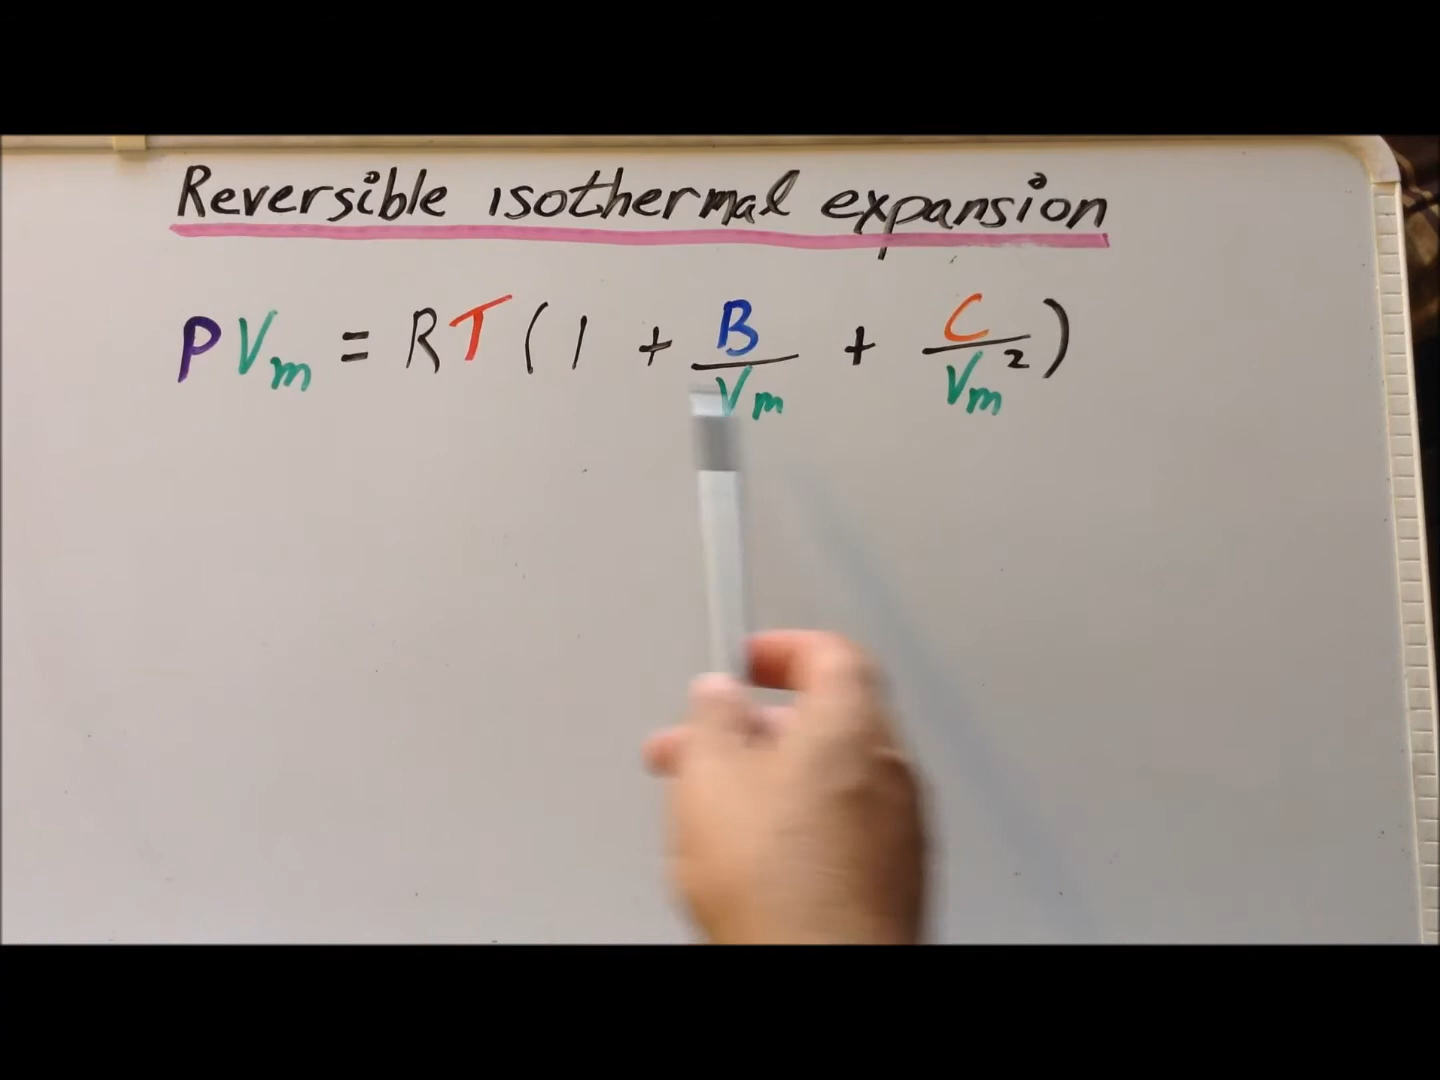 Reversible isothermal expansion
PVm = RT(1 + B/Vm + C/Vm²)